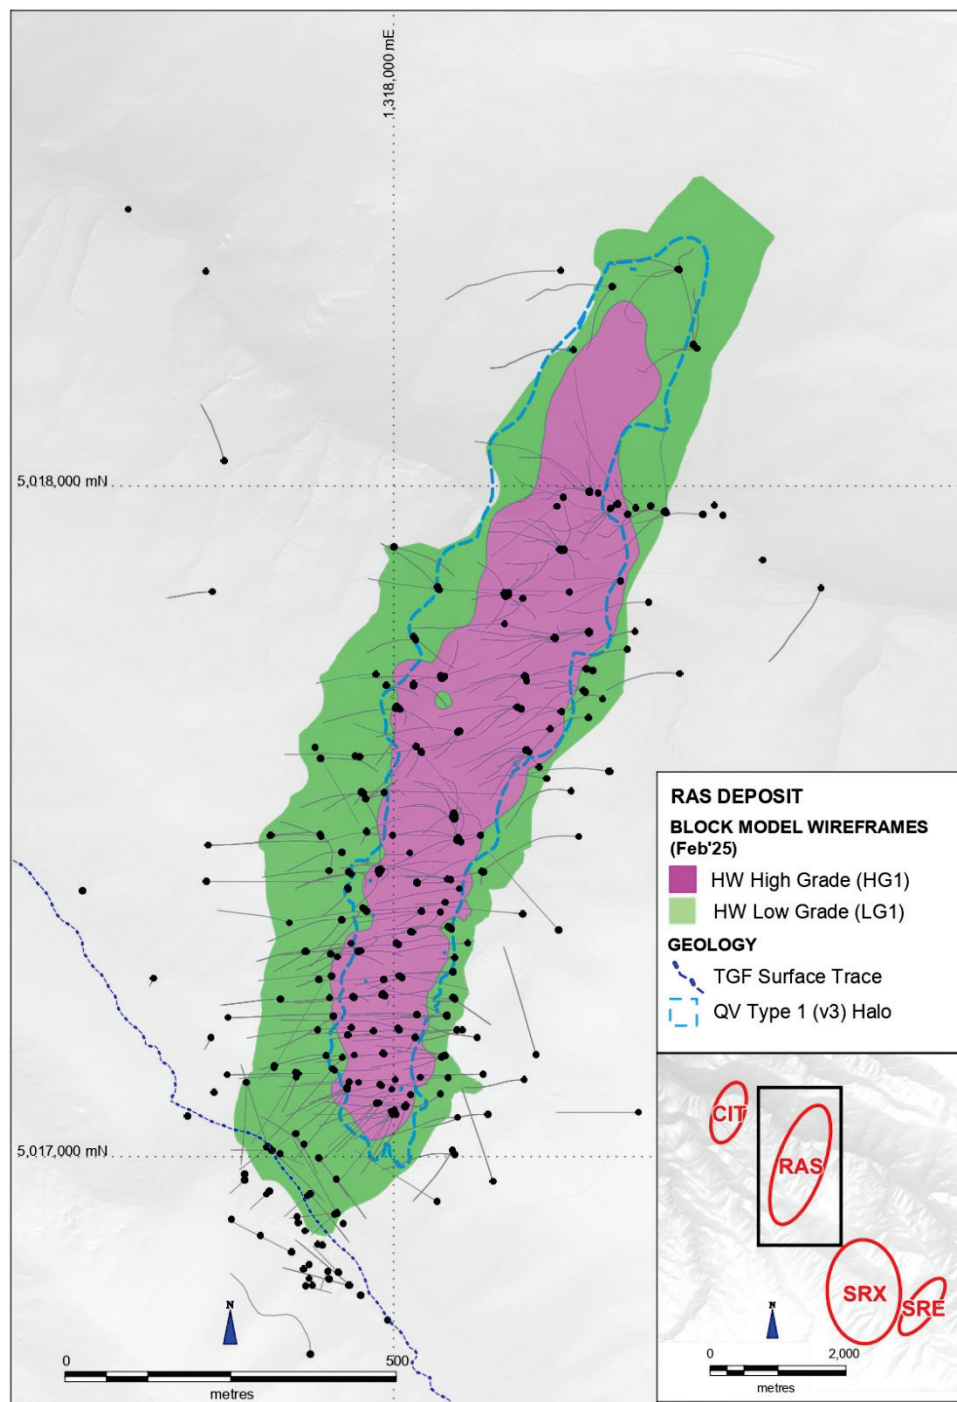 1,318,000 mE
5,018,000 mN
5,017,000 mN
N
0 500
metres
RAS DEPOSIT
BLOCK MODEL WIREFRAMES
(Feb'25)
HW High Grade (HG1)
HW Low Grade (LG1)
GEOLOGY
TGF Surface Trace
QV Type 1 (v3) Halo
CIT
RAS
SRX
SRE
N
0 2,000
metres